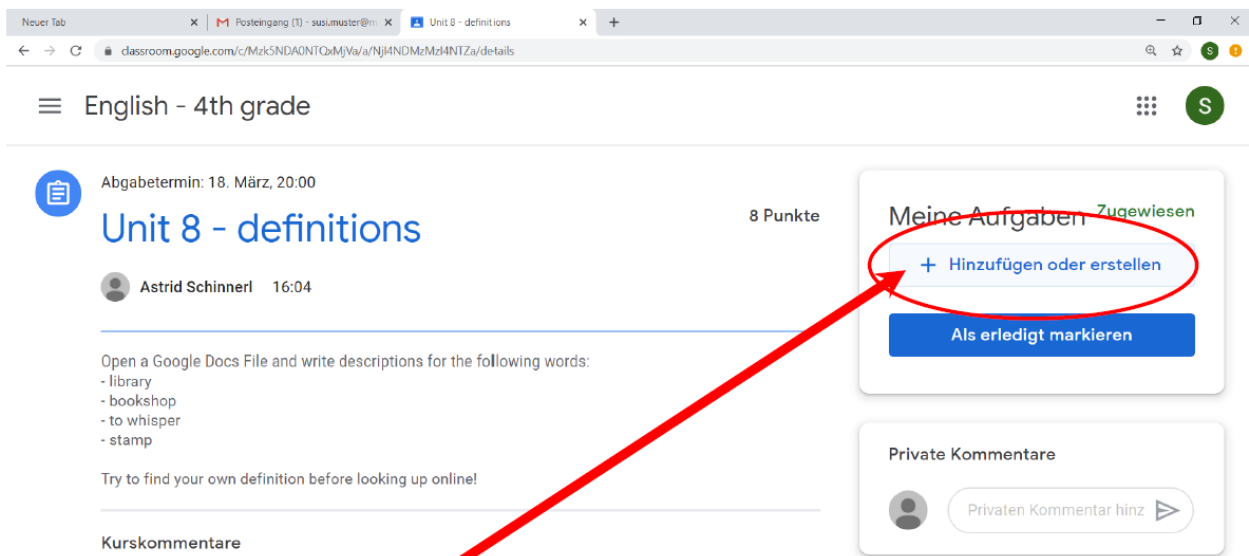 Neuer Tab
Posteingang (1) - susi.muster@m
Unit 8 - definitions
classroom.google.com/c/Mzk5NDA0NTQxMjVa/a/NjI4NDMzMzI4NTZa/details
S
English - 4th grade
S
Abgabetermin: 18. März, 20:00
Unit 8 - definitions
8 Punkte
Astrid Schinnerl 16:04
Open a Google Docs File and write descriptions for the following words:
- library
- bookshop
- to whisper
- stamp
Try to find your own definition before looking up online!
Kurskommentare
Meine Aufgaben Zugewiesen
+ Hinzufügen oder erstellen
Als erledigt markieren
Private Kommentare
Privaten Kommentar hinz